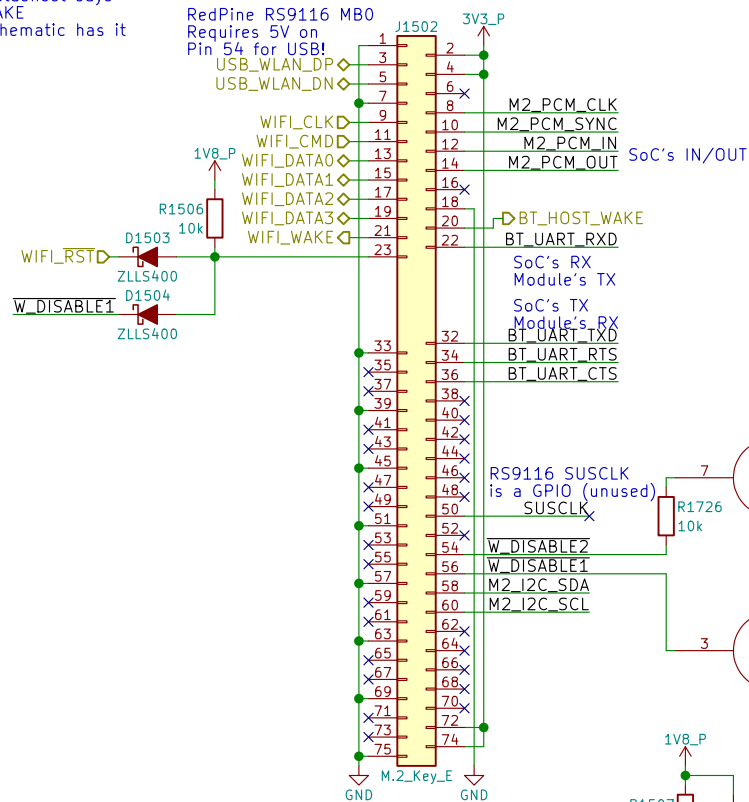 AKE
hematic has it
RedPine RS9116 MB0
Requires 5V on
Pin 54 for USB!
J1502
3V3_P
USB_WLAN_DP
USB_WLAN_DN
WIFI_CLK
WIFI_CMD
WIFI_DATA0
WIFI_DATA1
WIFI_DATA2
WIFI_DATA3
WIFI_WAKE
1V8_P
R1506
10k
D1503
WIFI_RST
ZLLS400
D1504
W_DISABLE1
ZLLS400
1
3
5
7
9
11
13
15
17
19
21
23
33
35
37
39
41
43
45
47
49
51
53
55
57
59
61
63
65
67
69
71
73
75
2
4
6
8
10
12
14
16
18
20
22
32
34
36
38
40
42
44
46
48
50
52
54
56
58
60
62
64
66
68
70
72
74
M2_PCM_CLK
M2_PCM_SYNC
M2_PCM_IN
M2_PCM_OUT
SoC's IN/OUT
BT_HOST_WAKE
BT_UART_RXD
SoC's RX
Module's TX
SoC's TX
Module's RX
BT_UART_TXD
BT_UART_RTS
BT_UART_CTS
RS9116 SUSCLK
is a GPIO (unused)
SUSCLK
W_DISABLE2
W_DISABLE1
M2_I2C_SDA
M2_I2C_SCL
7
R1726
10k
3
M.2_Key_E
GND
GND
1V8_P